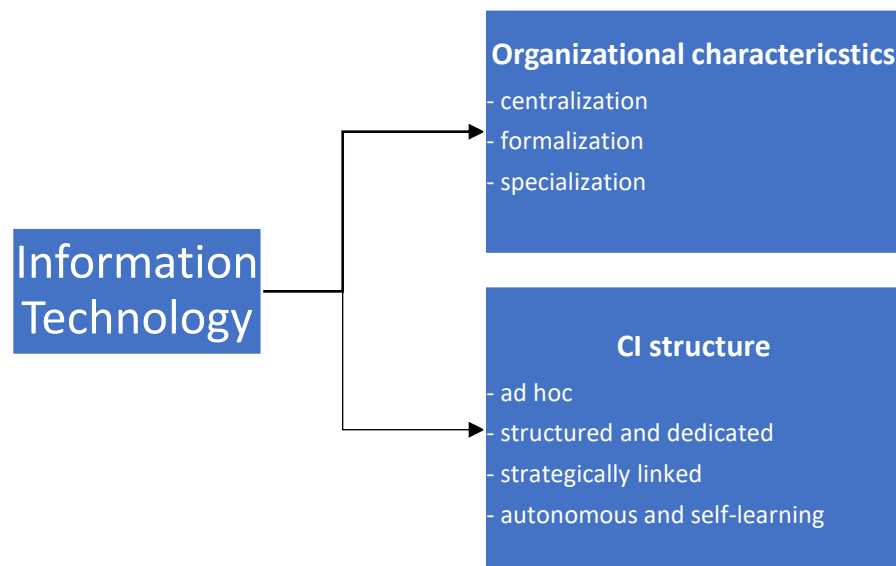 Information
Technology
Organizational charactericstics
- centralization
- formalization
- specialization
CI structure
- ad hoc
- structured and dedicated
- strategically linked
- autonomous and self-learning